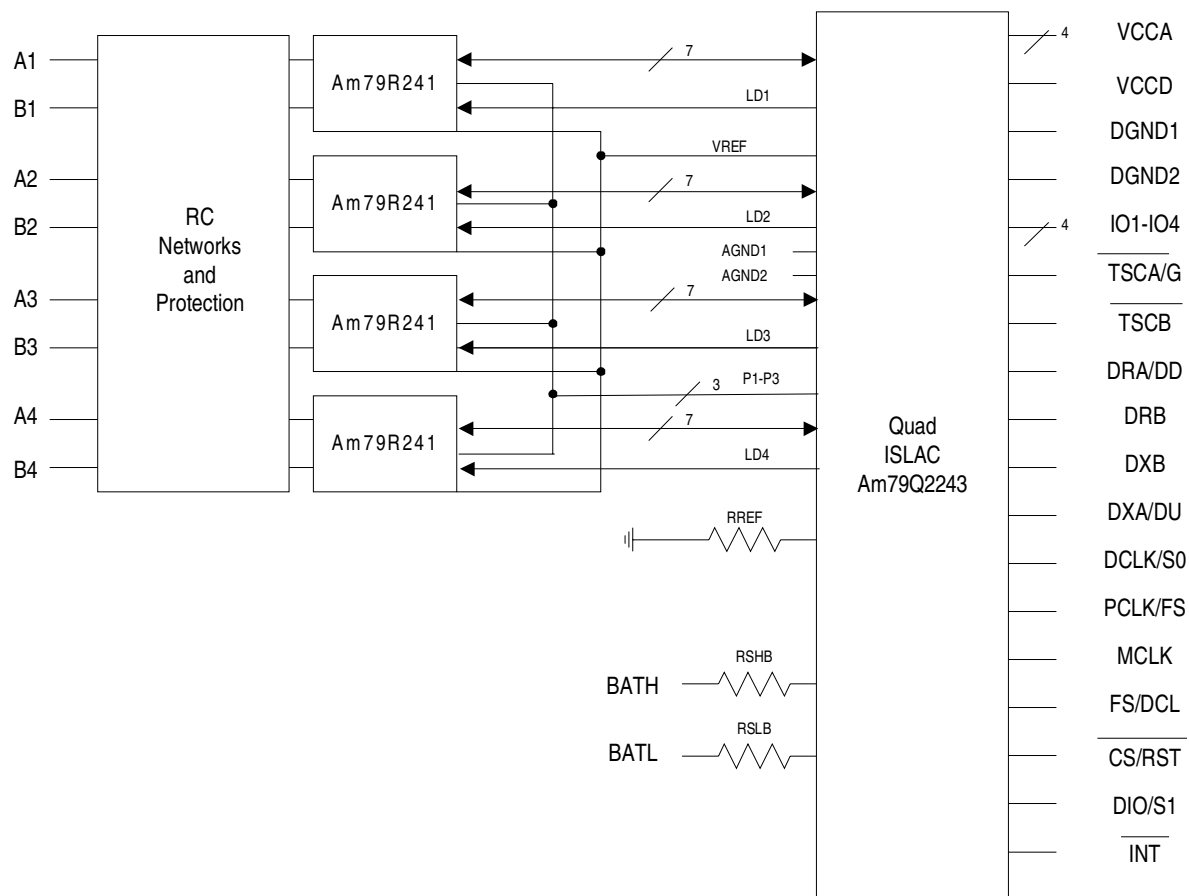 A1
B1
A2
B2
A3
B3
A4
B4
RC
Networks
and
Protection
Am79R241
Am79R241
Am79R241
Am79R241
7
LD1
VREF
7
LD2
AGND1
AGND2
7
LD3
3 P1-P3
7
LD4
RREF
BATH
RSHB
BATL
RSLB
Quad
ISLAC
Am79Q2243
4 VCCA
VCCD
DGND1
DGND2
4 IO1-IO4
TSCA/G
TSCB
DRA/DD
DRB
DXB
DXA/DU
DCLK/S0
PCLK/FS
MCLK
FS/DCL
CS/RST
DIO/S1
INT